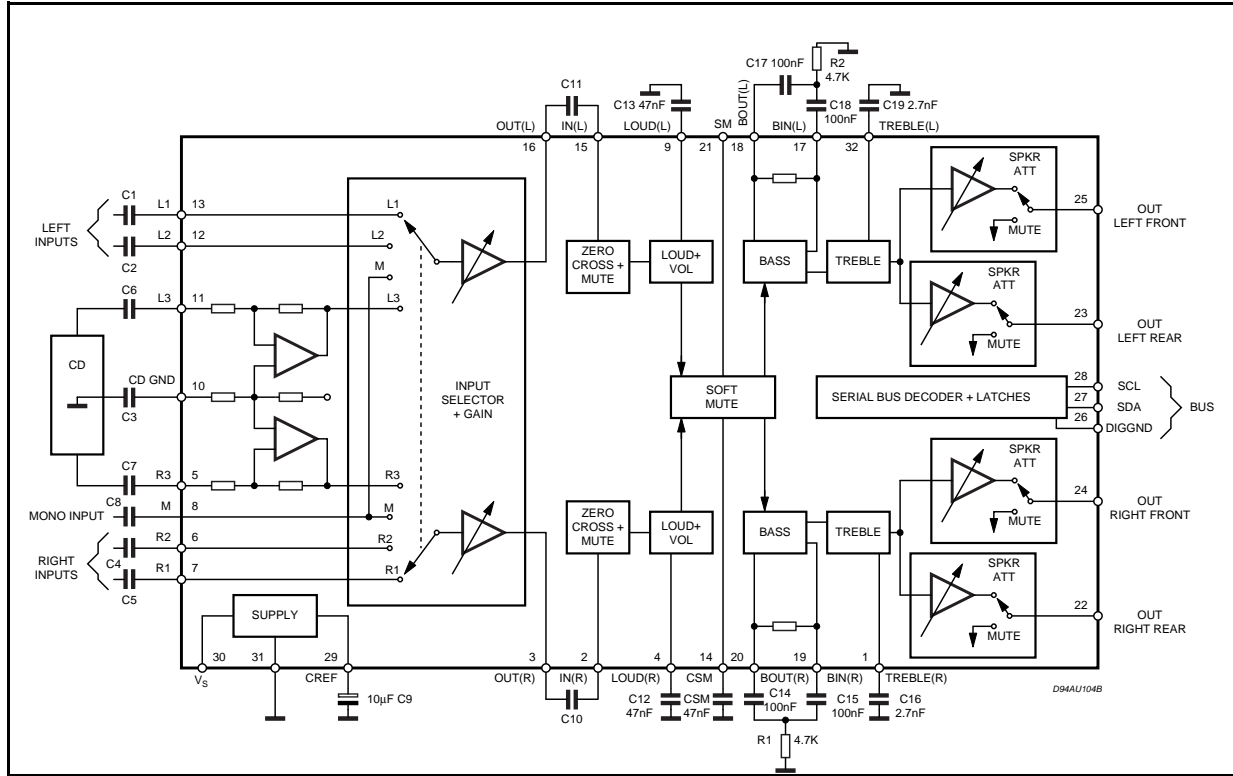 C17 100nF
R2
4.7K
C11
C13 47nF
BOUT(L)
C18
100nF
C19 2.7nF
OUT(L)
IN(L)
LOUD(L)
SM
BIN(L)
TREBLE(L)
16
15
9
21
18
17
32
SPKR
ATT
MUTE
25
OUT
LEFT FRONT
LEFT
INPUTS
C1
L1
13
L1
C2
L2
12
L2
M
ZERO
CROSS +
MUTE
LOUD+
VOL
BASS
TREBLE
C6
L3
11
L3
SPKR
ATT
MUTE
23
OUT
LEFT REAR
CD
CD GND
10
C3
INPUT
SELECTOR
+ GAIN
SOFT
MUTE
SERIAL BUS DECODER + LATCHES
28
SCL
27
SDA
26
DIGGND
BUS
C7
R3
5
R3
SPKR
ATT
MUTE
24
OUT
RIGHT FRONT
MONO INPUT
C8
M
8
M
ZERO
CROSS +
MUTE
LOUD+
VOL
BASS
TREBLE
RIGHT
INPUTS
R2
6
R2
C4
R1
7
R1
C5
SPKR
ATT
MUTE
22
OUT
RIGHT REAR
SUPPLY
30
31
29
3
2
4
14
20
19
1
VS
CREF
OUT(R)
IN(R)
LOUD(R)
CSM
BOUT(R)
BIN(R)
TREBLE(R)
10µF C9
C10
C12
47nF
CSM
47nF
C14
100nF
C15
100nF
C16
2.7nF
R1
4.7K
D94AU104B